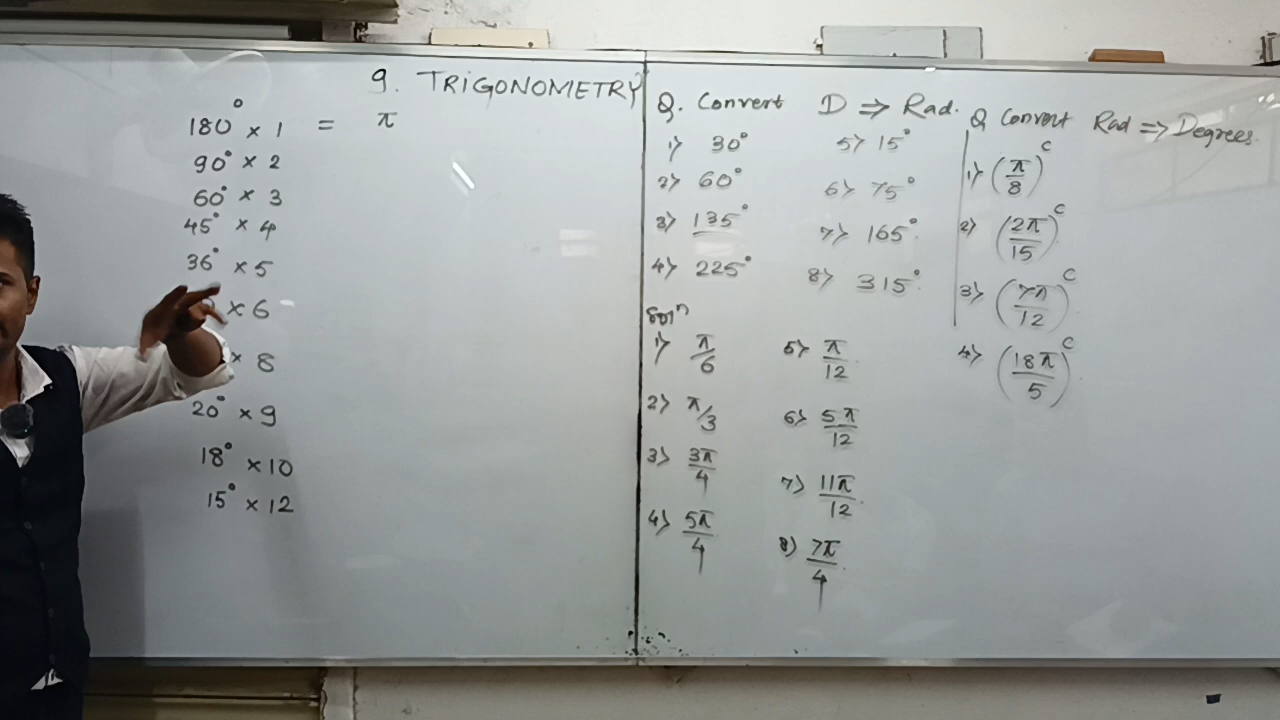 9. TRIGONOMETRY
180° × 1 = π
90° × 2
60° × 3
45° × 4
36° × 5
× 6
× 8
20° × 9
18° × 10
15° × 12
Q. Convert D ⇒ Rad.
1) 30°
2) 60°
3) 135°
4) 225°
5) 15°
6) 75°
7) 165°
8) 315°
Solⁿ
1) π/6
2) π/3
3) 3π/4
4) 5π/4
5) π/12
6) 5π/12
7) 11π/12
8) 7π/4
Q Convert Rad ⇒ Degrees.
1) (π/8)ᶜ
2) (2π/15)ᶜ
3) (7π/12)ᶜ
4) (18π/5)ᶜ